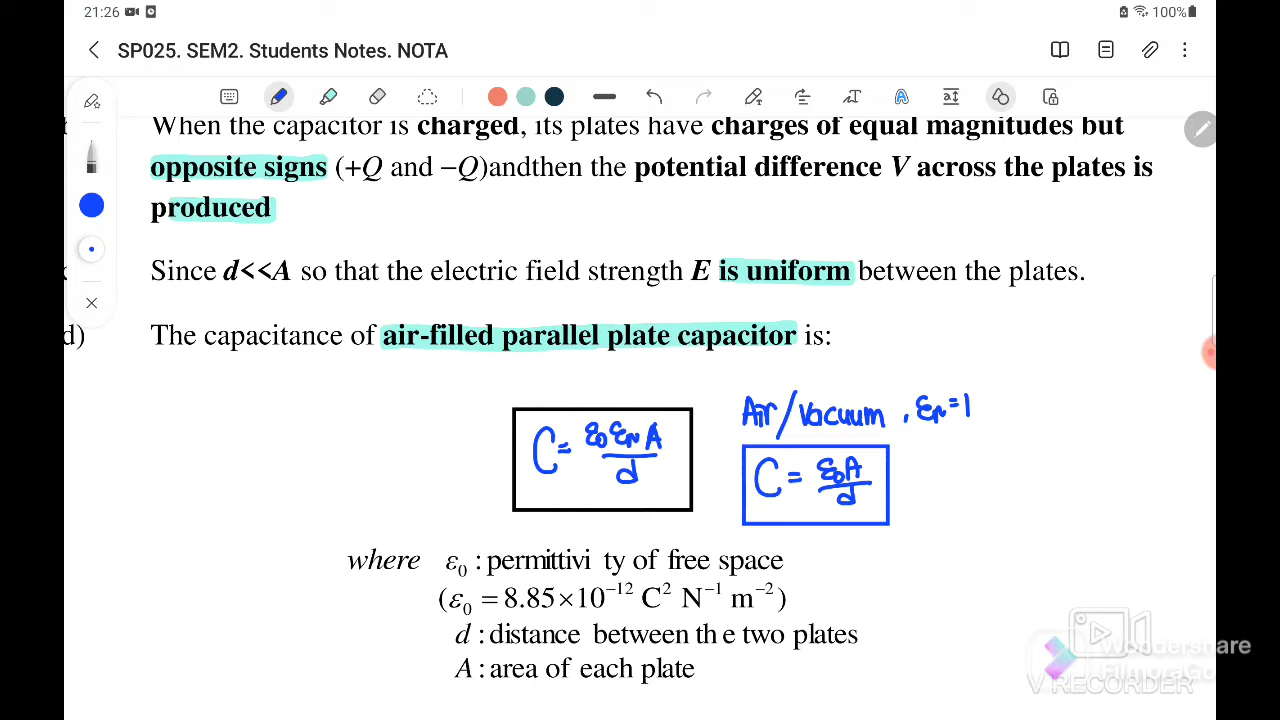 21:26
100%
SP025. SEM2. Students Notes. NOTA
When the capacitor is charged, its plates have charges of equal magnitudes but
opposite signs (+Q and −Q)andthen the potential difference V across the plates is
produced
Since d<<A so that the electric field strength E is uniform between the plates.
d)
The capacitance of air-filled parallel plate capacitor is:
Air/Vacuum , εr=1
C= ε0 εr A / d
C = ε0A / d
where ε0 : permittivi ty of free space
(ε0 = 8.85×10−12 C2 N−1 m−2)
d : distance between th e two plates
A : area of each plate
Wondershare
FilmoraGo
V RECORDER